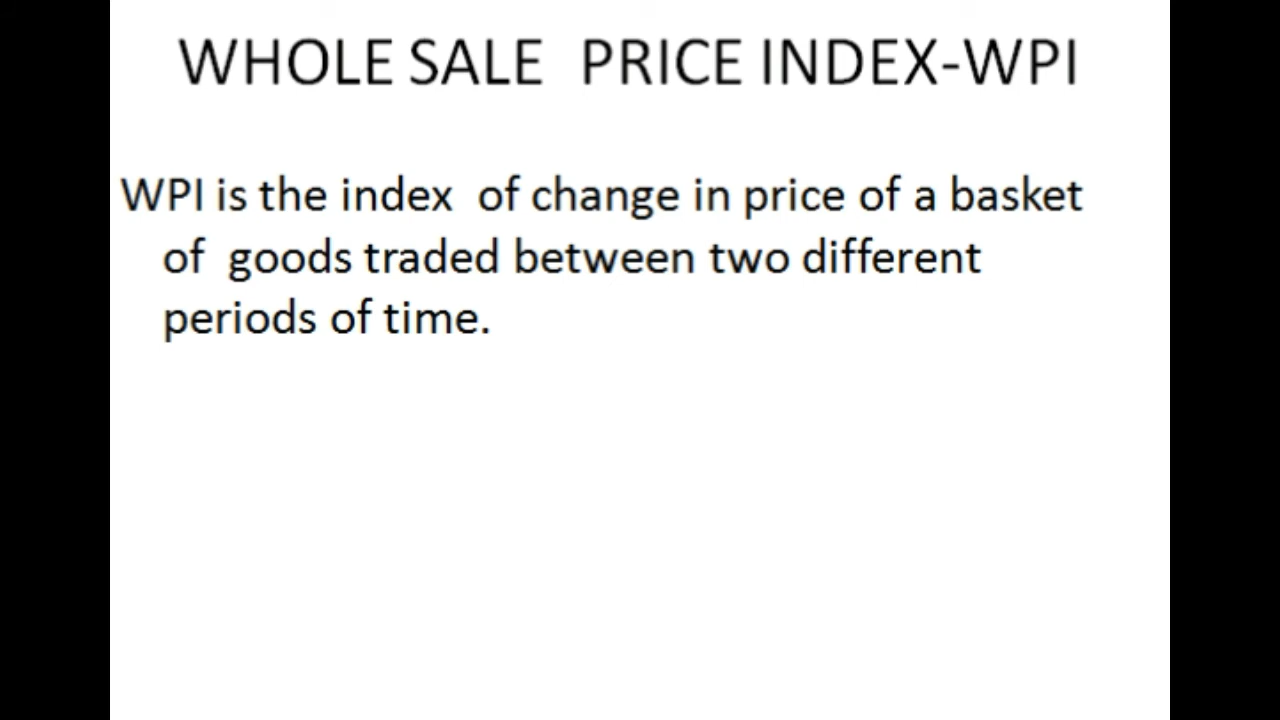 WHOLE SALE PRICE INDEX-WPI
WPI is the index of change in price of a basket
of goods traded between two different
periods of time.